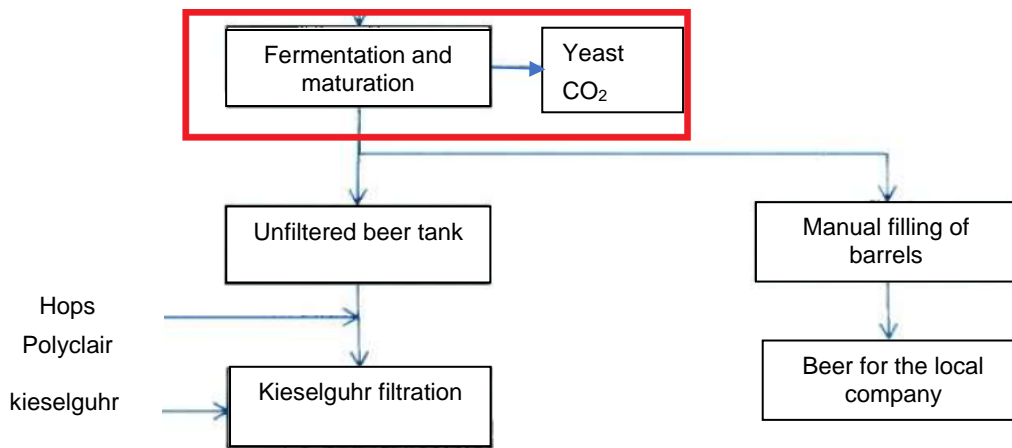 Fermentation and
maturation
Yeast
CO₂
Unfiltered beer tank
Manual filling of
barrels
Hops
Polyclair
kieselguhr
Kieselguhr filtration
Beer for the local
company